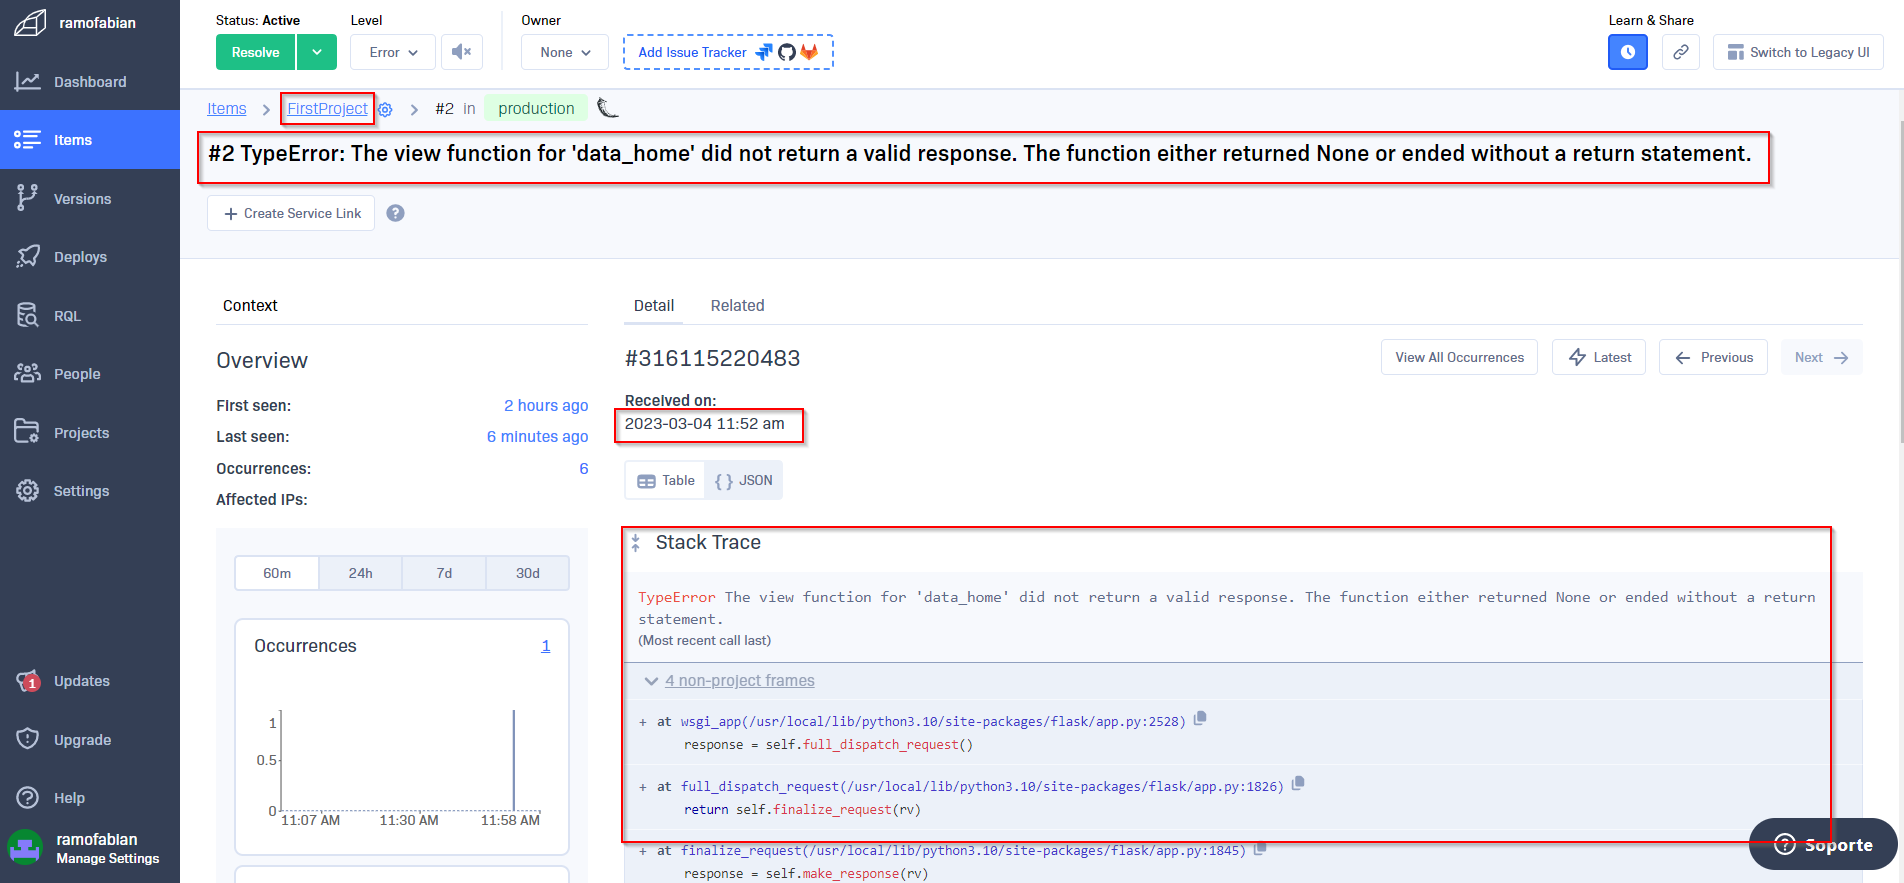 ramofabian
Dashboard
Items
Versions
Deploys
RQL
People
Projects
Settings
1
Updates
Upgrade
Help
ramofabian
Manage Settings
Status: Active
Level
Owner
Learn & Share
Resolve
Error
None
Add Issue Tracker
Switch to Legacy UI
Items > FirstProject > #2 in production
#2 TypeError: The view function for 'data_home' did not return a valid response. The function either returned None or ended without a return statement.
+ Create Service Link ?
Context
Overview
First seen: 2 hours ago
Last seen: 6 minutes ago
Occurrences: 6
Affected IPs:
60m 24h 7d 30d
Occurrences 1
1
0.5
0
11:07 AM 11:30 AM 11:58 AM
Detail Related
#316115220483
View All Occurrences
Latest
Previous
Next
Received on:
2023-03-04 11:52 am
Table { } JSON
Stack Trace
TypeError The view function for 'data_home' did not return a valid response. The function either returned None or ended without a return
statement.
(Most recent call last)
4 non-project frames
+ at wsgi_app(/usr/local/lib/python3.10/site-packages/flask/app.py:2528)
response = self.full_dispatch_request()
+ at full_dispatch_request(/usr/local/lib/python3.10/site-packages/flask/app.py:1826)
return self.finalize_request(rv)
+ at finalize_request(/usr/local/lib/python3.10/site-packages/flask/app.py:1845)
response = self.make_response(rv)
? Soporte